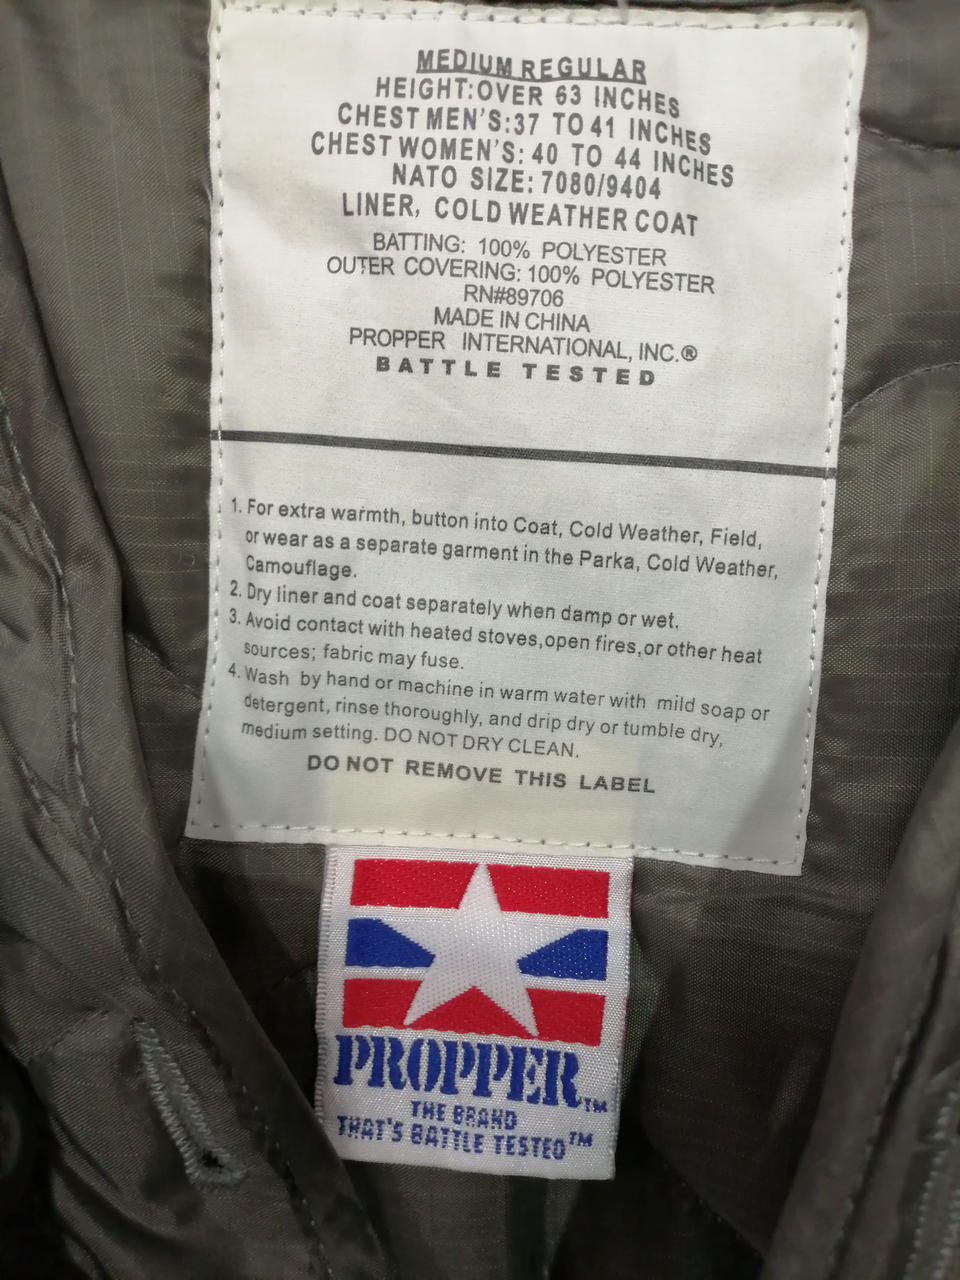 MEDIUM REGULAR
HEIGHT:OVER 63 INCHES
CHEST MEN'S:37 TO 41 INCHES
CHEST WOMEN'S: 40 TO 44 INCHES
NATO SIZE: 7080/9404
LINER, COLD WEATHER COAT
BATTING: 100% POLYESTER
OUTER COVERING: 100% POLYESTER
RN#89706
MADE IN CHINA
PROPPER INTERNATIONAL, INC.®
BATTLE TESTED
1. For extra warmth, button into Coat, Cold Weather, Field,
or wear as a separate garment in the Parka, Cold Weather,
Camouflage.
2. Dry liner and coat separately when damp or wet.
3. Avoid contact with heated stoves,open fires,or other heat
sources; fabric may fuse.
4. Wash by hand or machine in warm water with mild soap or
detergent, rinse thoroughly, and drip dry or tumble dry,
medium setting. DO NOT DRY CLEAN.
DO NOT REMOVE THIS LABEL
PROPPER™
THE BRAND
THAT'S BATTLE TESTED™